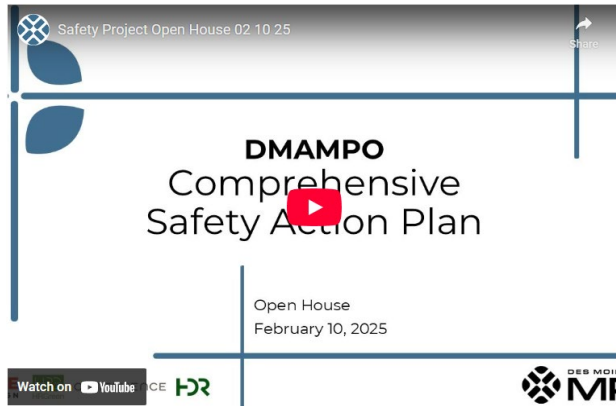 Safety Project Open House 02 10 25
Share
DMAMPO
Comprehensive
Safety Action Plan
Open House
February 10, 2025
Watch on YouTube
HDR
DES MOI